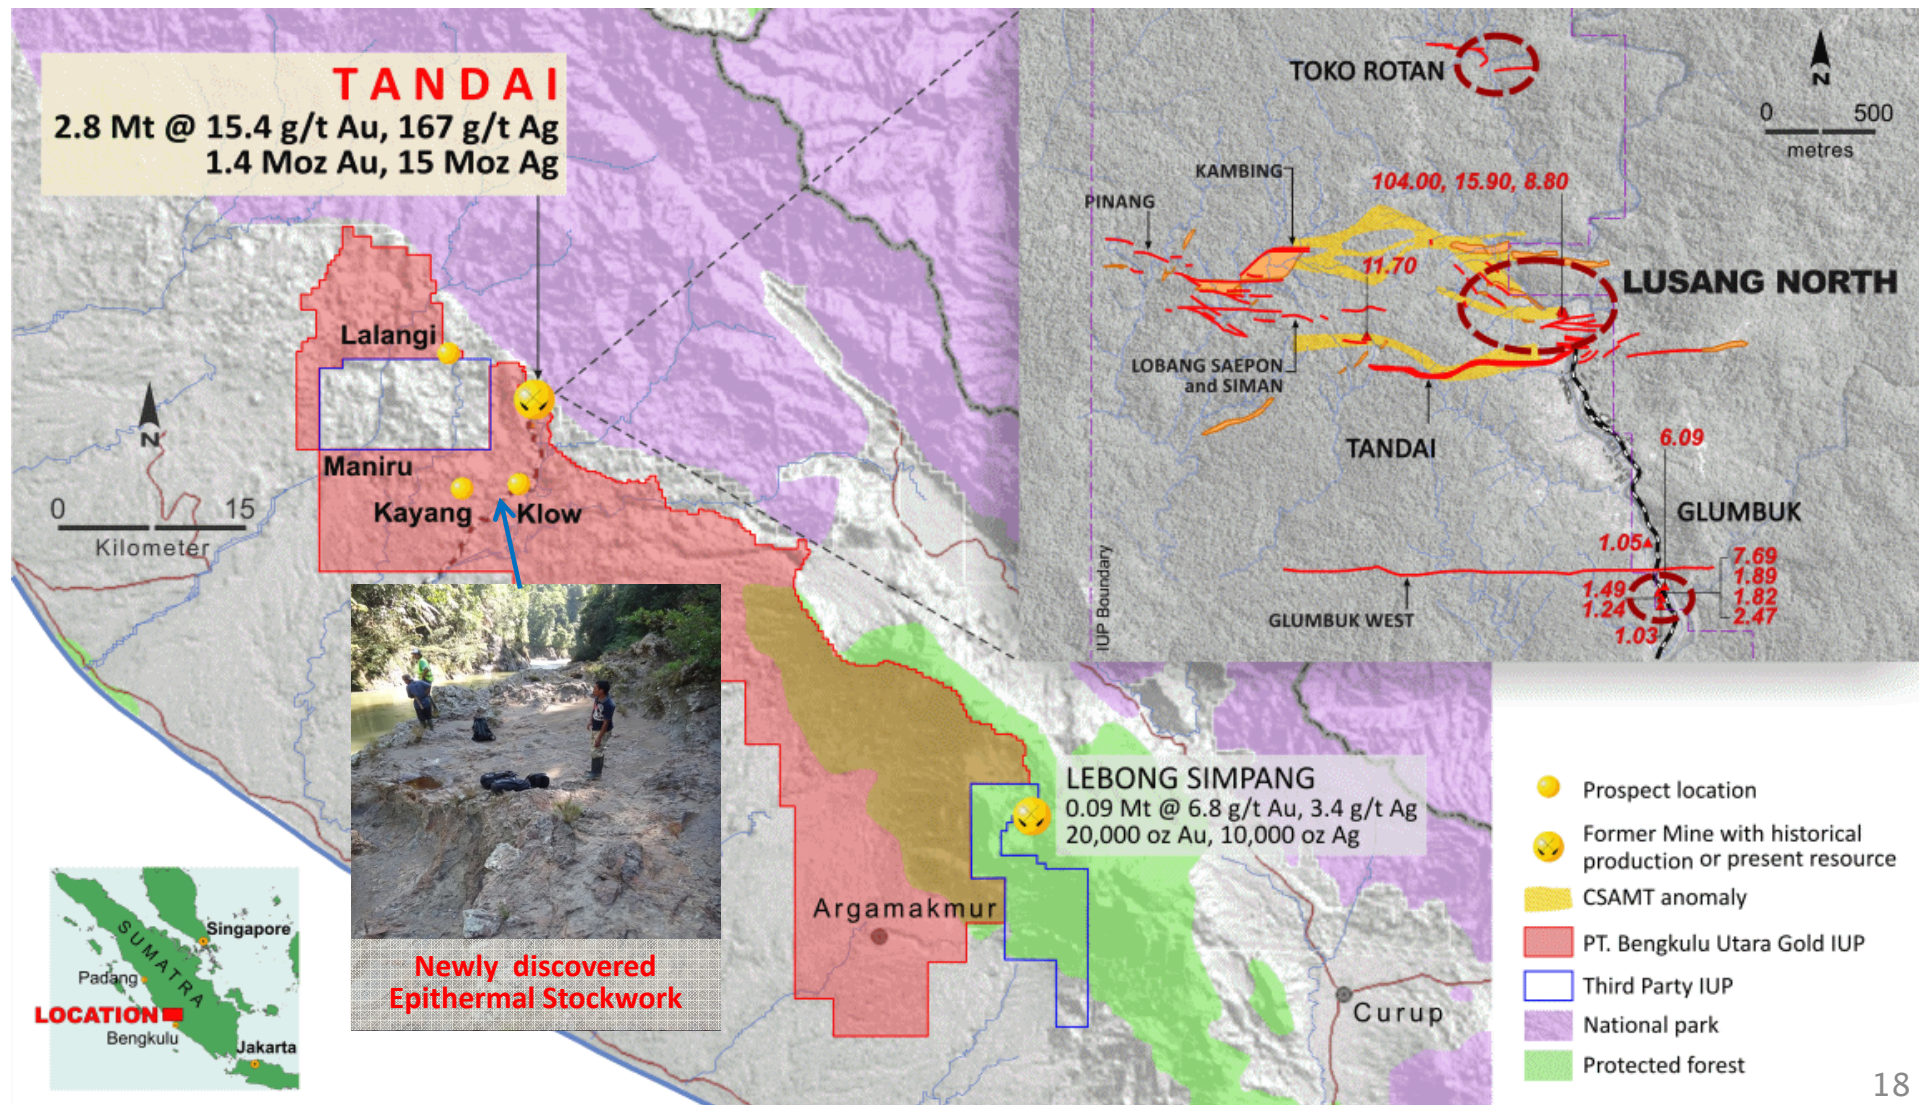 TANDAI
2.8 Mt @ 15.4 g/t Au, 167 g/t Ag
1.4 Moz Au, 15 Moz Ag
Lalangi
Maniru
Kayang
Klow
N
0 15
Kilometer
Newly discovered
Epithermal Stockwork
Argamakmur
LEBONG SIMPANG
0.09 Mt @ 6.8 g/t Au, 3.4 g/t Ag
20,000 oz Au, 10,000 oz Ag
Curup
SUMATRA
Singapore
Padang
LOCATION
Bengkulu
Jakarta
TOKO ROTAN
N
0 500
metres
KAMBING
104.00, 15.90, 8.80
PINANG
11.70
LUSANG NORTH
LOBANG SAEPON
and SIMAN
TANDAI
6.09
GLUMBUK
1.05
7.69
1.89
1.82
2.47
1.49
1.24
1.03
GLUMBUK WEST
IUP Boundary
Prospect location
Former Mine with historical
production or present resource
CSAMT anomaly
PT. Bengkulu Utara Gold IUP
Third Party IUP
National park
Protected forest
18